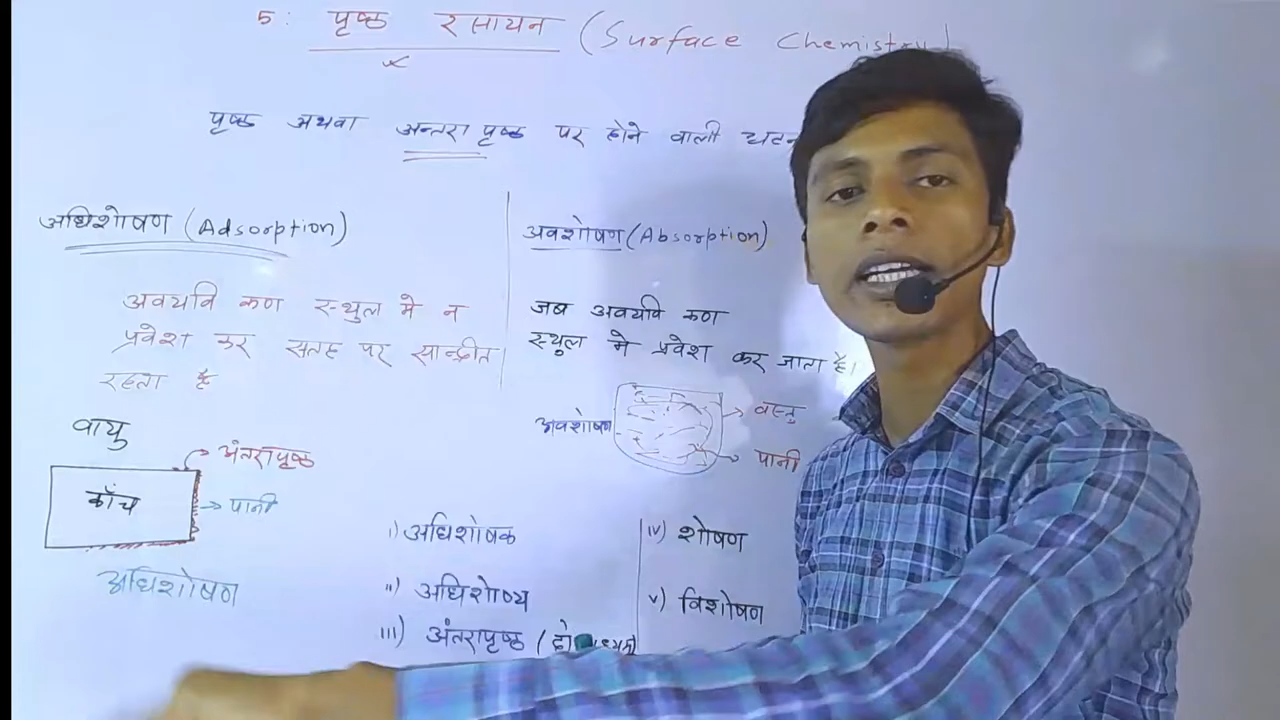 5: पृष्ठ रसायन (Surface Chemistry)
पृष्ठ अथवा अन्तरा पृष्ठ पर होने वाली
अधिशोषण (Adsorption)
अवयवि कण स्थुल मे न
प्रवेश कर सतह पर सान्द्रीत
रहता है
वायु
अंतरापृष्ठ
काँच
पानी
अधिशोषण
अवशोषण (Absorption)
जब अवयवि कण
स्थुल मे प्रवेश कर जाता है।
अवशोषण
वस्तु
पानी
i) अधिशोषक
ii) अधिशोष्य
iii) अंतरापृष्ठ (दो
iv) शोषण
v) विशोषण